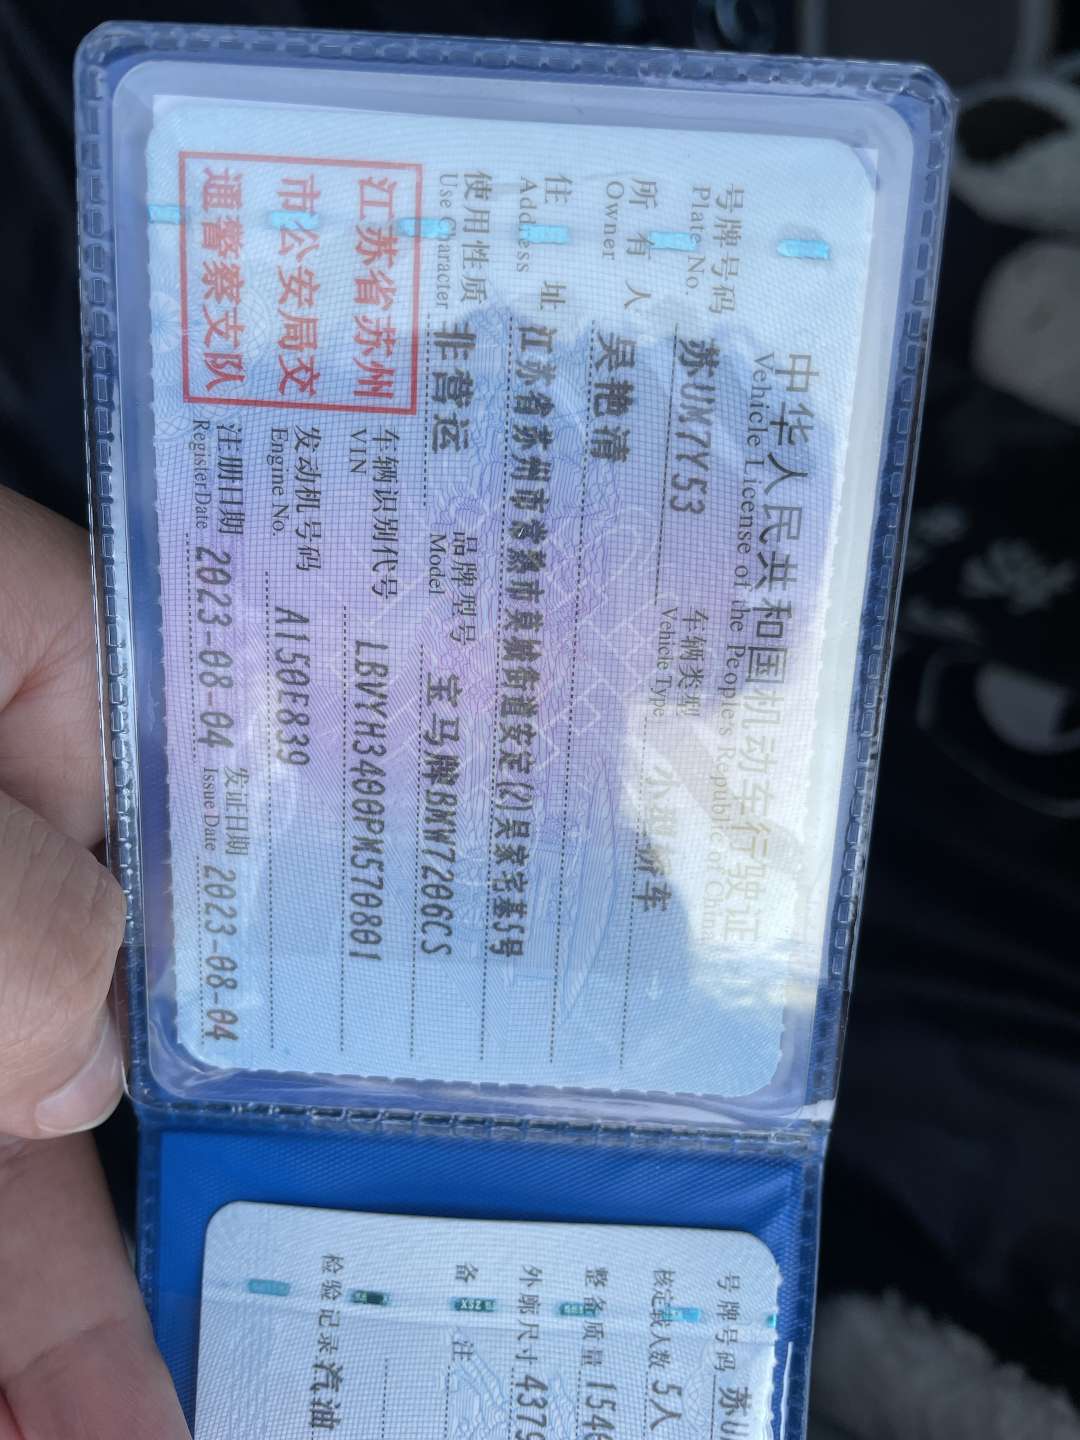 中华人民共和国机动车行驶证
Vehicle License of the People's Republic of China
号牌号码 苏UM7Y53 车辆类型 小型轿车
Plate No. Vehicle Type
所有人 吴艳清
Owner
住址 江苏省苏州市常熟市莫城街道安定(2)吴家宅基5号
Address
使用性质 非营运 品牌型号 宝马牌BMW7206CS
Use Character Model
江苏省苏州
市公安局交
通警察支队
车辆识别代号 LBVYH3400PM570801
VIN
发动机号码 A150E839
Engine No.
注册日期 2023-08-04 发证日期 2023-08-04
Register Date Issue Date
号牌号码 苏U
核定载人数 5人
整备质量 154
外廓尺寸 4379
备注
检验记录 汽油